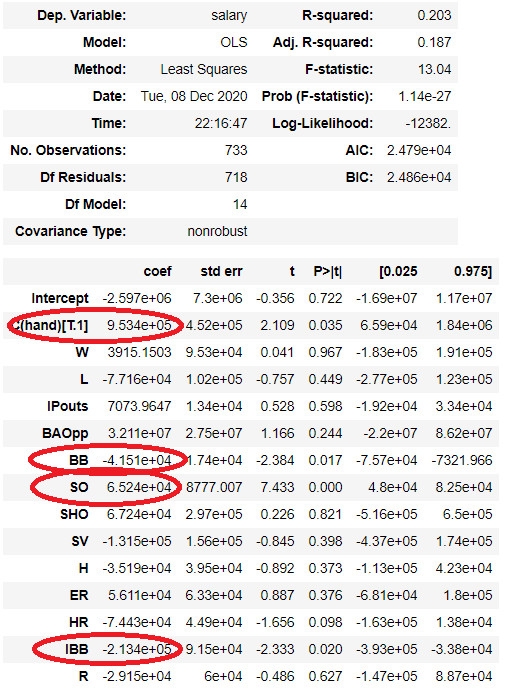 Dep. Variable: salary R-squared: 0.203
Model: OLS Adj. R-squared: 0.187
Method: Least Squares F-statistic: 13.04
Date: Tue, 08 Dec 2020 Prob (F-statistic): 1.14e-27
Time: 22:16:47 Log-Likelihood: -12382.
No. Observations: 733 AIC: 2.479e+04
Df Residuals: 718 BIC: 2.486e+04
Df Model: 14
Covariance Type: nonrobust
coef std err t P>|t| [0.025 0.975]
Intercept -2.597e+06 7.3e+06 -0.356 0.722 -1.69e+07 1.17e+07
C(hand)[T.1] 9.534e+05 4.52e+05 2.109 0.035 6.59e+04 1.84e+06
W 3915.1503 9.53e+04 0.041 0.967 -1.83e+05 1.91e+05
L -7.716e+04 1.02e+05 -0.757 0.449 -2.77e+05 1.23e+05
IPouts 7073.9647 1.34e+04 0.528 0.598 -1.92e+04 3.34e+04
BAOpp 3.211e+07 2.75e+07 1.166 0.244 -2.2e+07 8.62e+07
BB -4.151e+04 1.74e+04 -2.384 0.017 -7.57e+04 -7321.966
SO 6.524e+04 8777.007 7.433 0.000 4.8e+04 8.25e+04
SHO 6.724e+04 2.97e+05 0.226 0.821 -5.16e+05 6.5e+05
SV -1.315e+05 1.56e+05 -0.845 0.398 -4.37e+05 1.74e+05
H -3.519e+04 3.95e+04 -0.892 0.373 -1.13e+05 4.23e+04
ER 5.611e+04 6.33e+04 0.887 0.376 -6.81e+04 1.8e+05
HR -7.443e+04 4.49e+04 -1.656 0.098 -1.63e+05 1.38e+04
IBB -2.134e+05 9.15e+04 -2.333 0.020 -3.93e+05 -3.38e+04
R -2.915e+04 6e+04 -0.486 0.627 -1.47e+05 8.87e+04